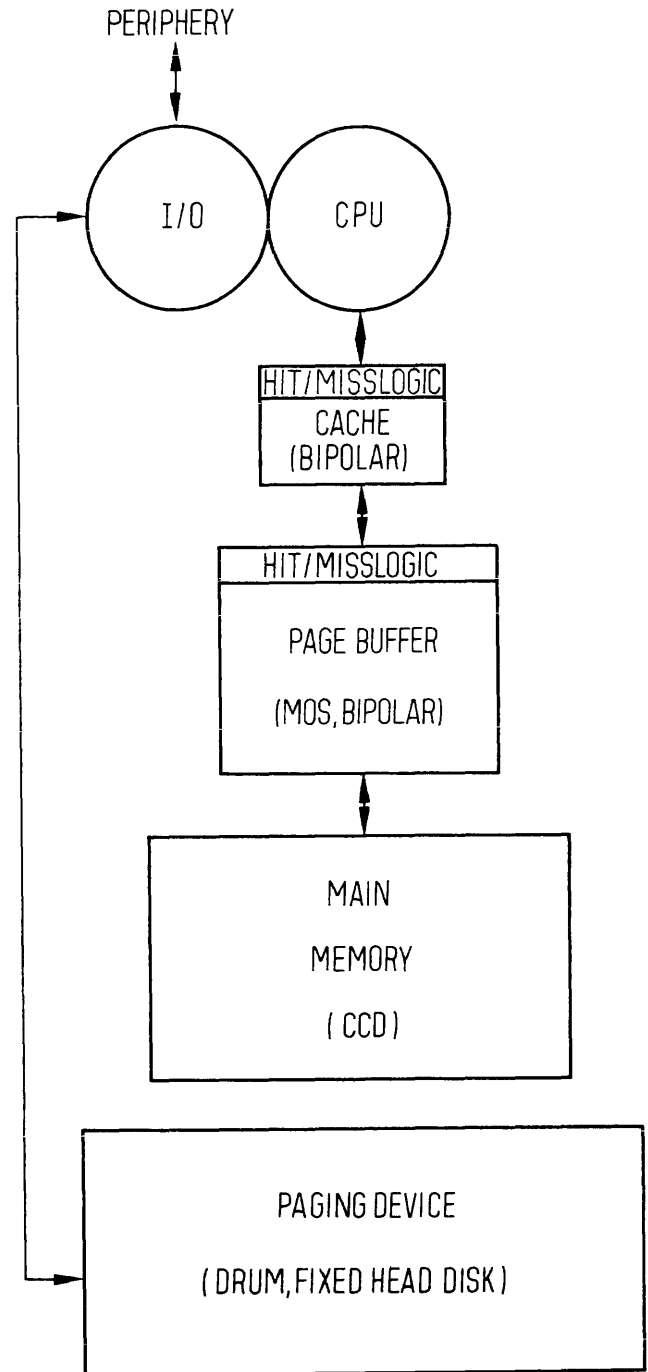 PERIPHERY
I/O
CPU
HIT/MISSLOGIC
CACHE
(BIPOLAR)
HIT/MISSLOGIC
PAGE BUFFER
(MOS, BIPOLAR)
MAIN
MEMORY
(CCD)
PAGING DEVICE
(DRUM, FIXED HEAD DISK)